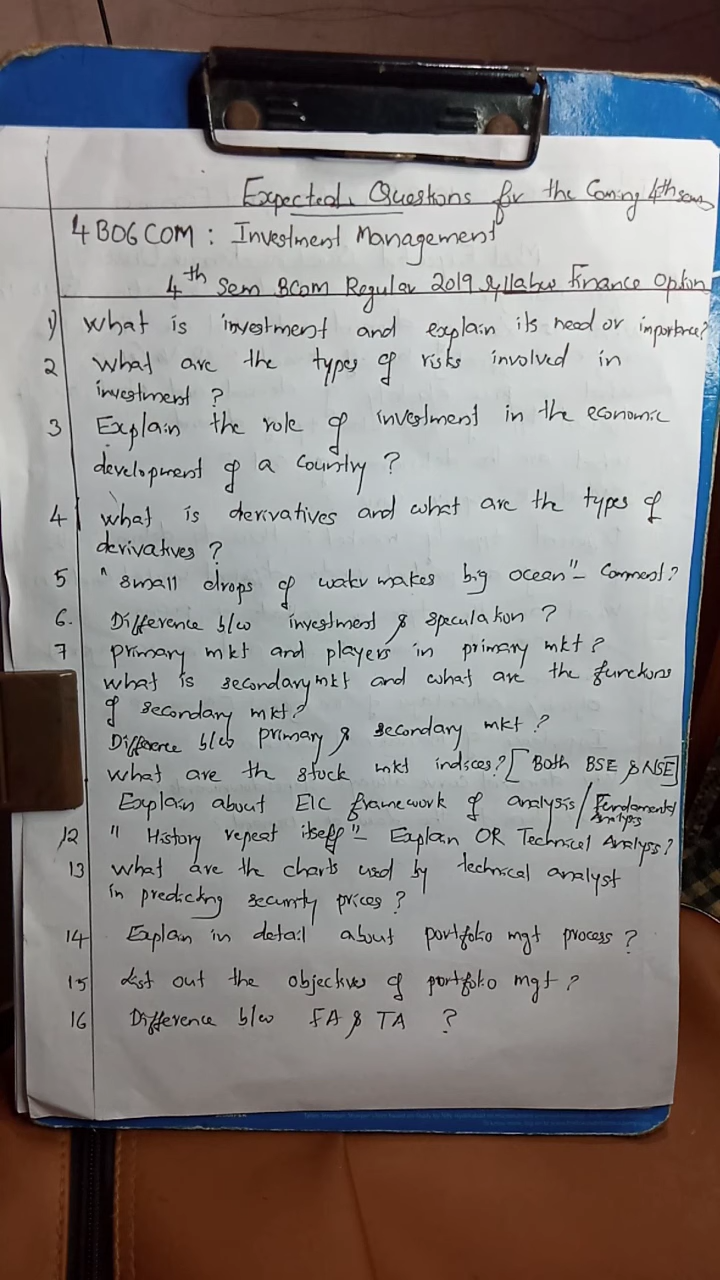 Expected Questions for the Coming 4th sem
4 BO6 COM : Investment Management
4th Sem BCom Regular 2019 syllabus Finance Option
1) What is investment and explain its need or importance?
2 What are the types of risks involved in
investment ?
3 Explain the role of investment in the economic
development of a country ?
4 what is derivatives and what are the types of
derivatives ?
5 "small drops of water makes big ocean" - Comment ?
6. Difference b/w investment & speculation ?
7 primary mkt and players in primary mkt ?
what is secondary mkt and what are the functions
of secondary mkt ?
Difference b/w primary & secondary mkt ?
what are the stock mkt indices? [Both BSE & NSE]
Explain about EIC framework of analysis / Fundamental Analysis
12 "History repeat itself" - Explain OR Technical Analysis?
13 what are the charts used by technical analyst
in predicting security prices ?
14 Explain in detail about portfolio mgt process ?
15 List out the objectives of portfolio mgt ?
16 Difference b/w FA & TA ?